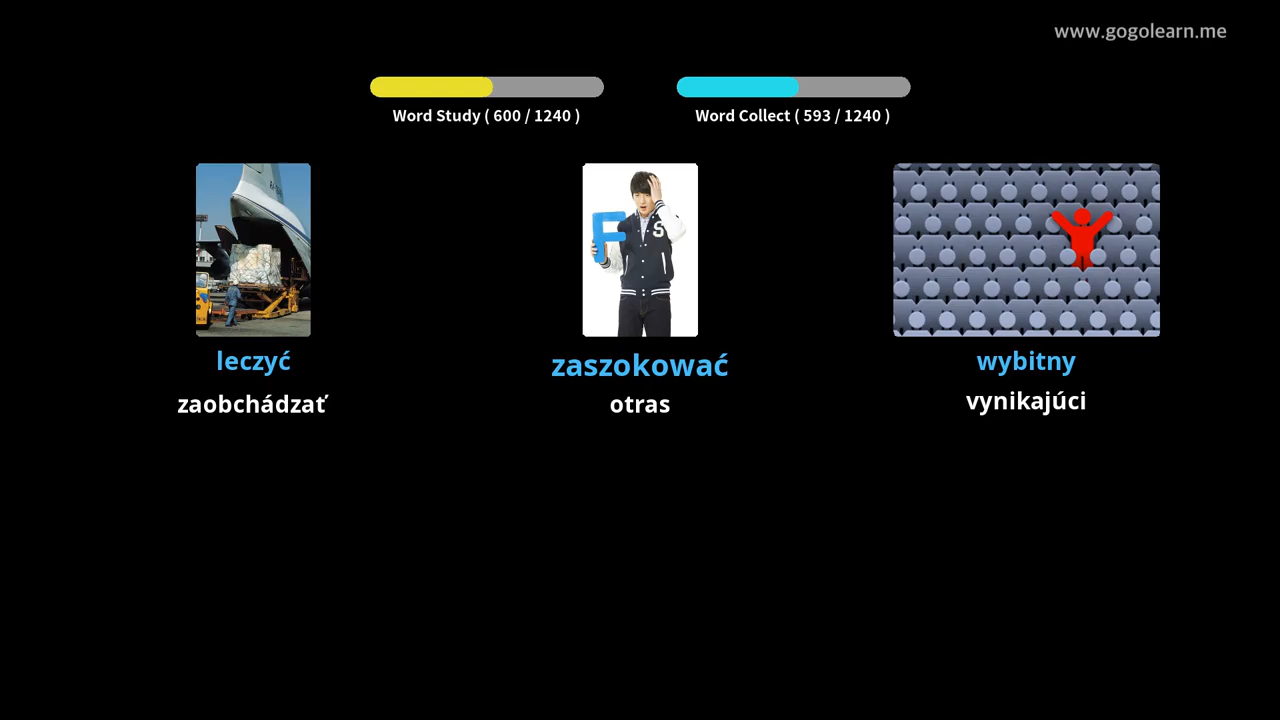 www.gogolearn.me
Word Study ( 600 / 1240 )
Word Collect ( 593 / 1240 )
F
S
leczyć
zaszokować
wybitny
zaobchádzať
otras
vynikajúci